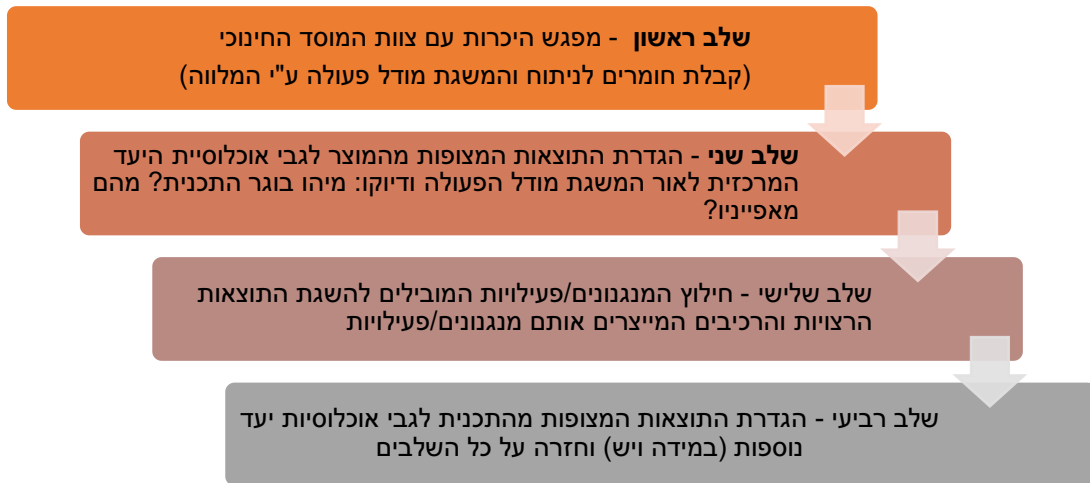 שלב ראשון - מפגש היכרות עם צוות המוסד החינוכי
(קבלת חומרים לניתוח והמשגת מודל פעולה ע"י המלווה)
שלב שני - הגדרת התוצאות המצופות מהמוצר לגבי אוכלוסיית היעד
המרכזית לאור המשגת מודל הפעולה ודיוקו: מיהו בוגר התכנית? מהם
מאפייניו?
שלב שלישי - חילוץ המנגנונים/פעילויות המובילים להשגת התוצאות
הרצויות והרכיבים המייצרים אותם מנגנונים/פעילויות
שלב רביעי - הגדרת התוצאות המצופות מהתכנית לגבי אוכלוסיות יעד
נוספות (במידה ויש) וחזרה על כל השלבים